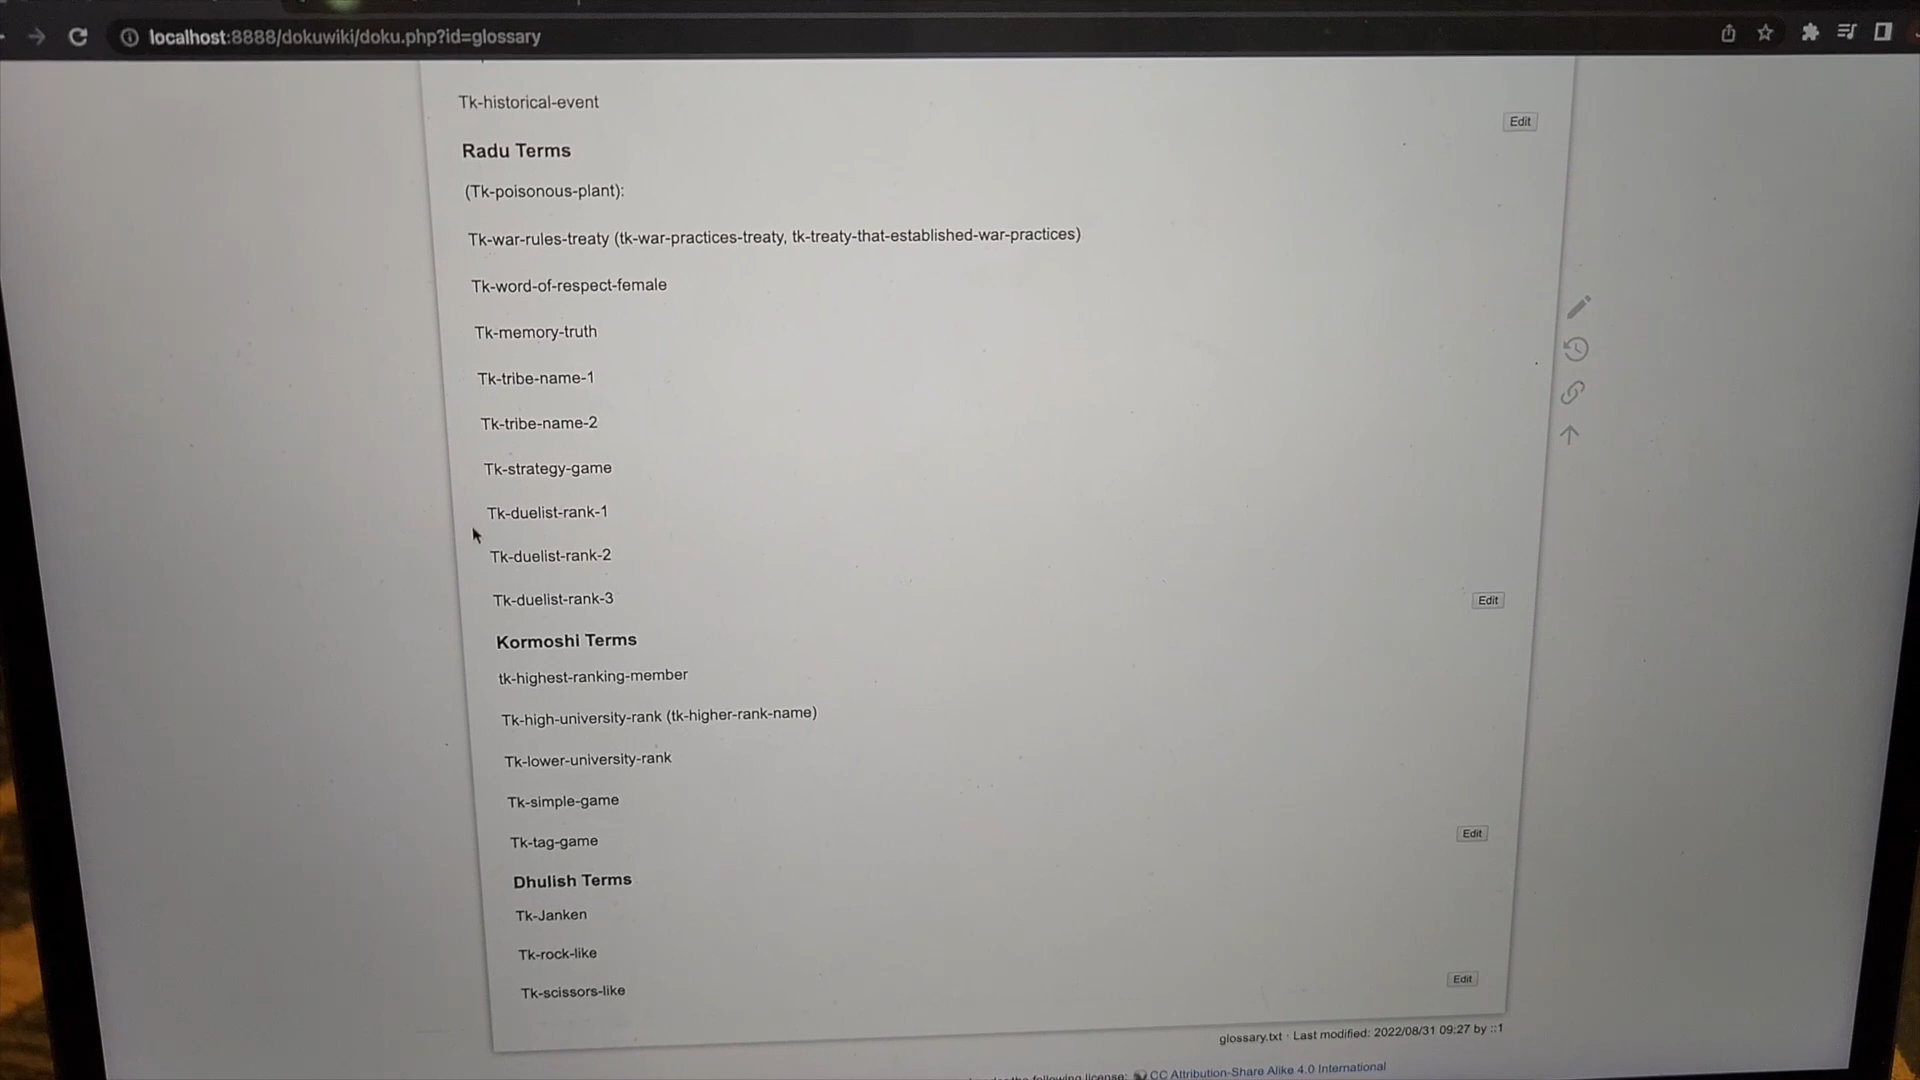 localhost:8888/dokuwiki/doku.php?id=glossary
Tk-historical-event
Edit
Radu Terms
(Tk-poisonous-plant):
Tk-war-rules-treaty (tk-war-practices-treaty, tk-treaty-that-established-war-practices)
Tk-word-of-respect-female
Tk-memory-truth
Tk-tribe-name-1
Tk-tribe-name-2
Tk-strategy-game
Tk-duelist-rank-1
Tk-duelist-rank-2
Tk-duelist-rank-3
Edit
Kormoshi Terms
tk-highest-ranking-member
Tk-high-university-rank (tk-higher-rank-name)
Tk-lower-university-rank
Tk-simple-game
Tk-tag-game
Edit
Dhulish Terms
Tk-Janken
Tk-rock-like
Tk-scissors-like
Edit
glossary.txt · Last modified: 2022/08/31 09:27 by ::1
the following license: CC Attribution-Share Alike 4.0 International